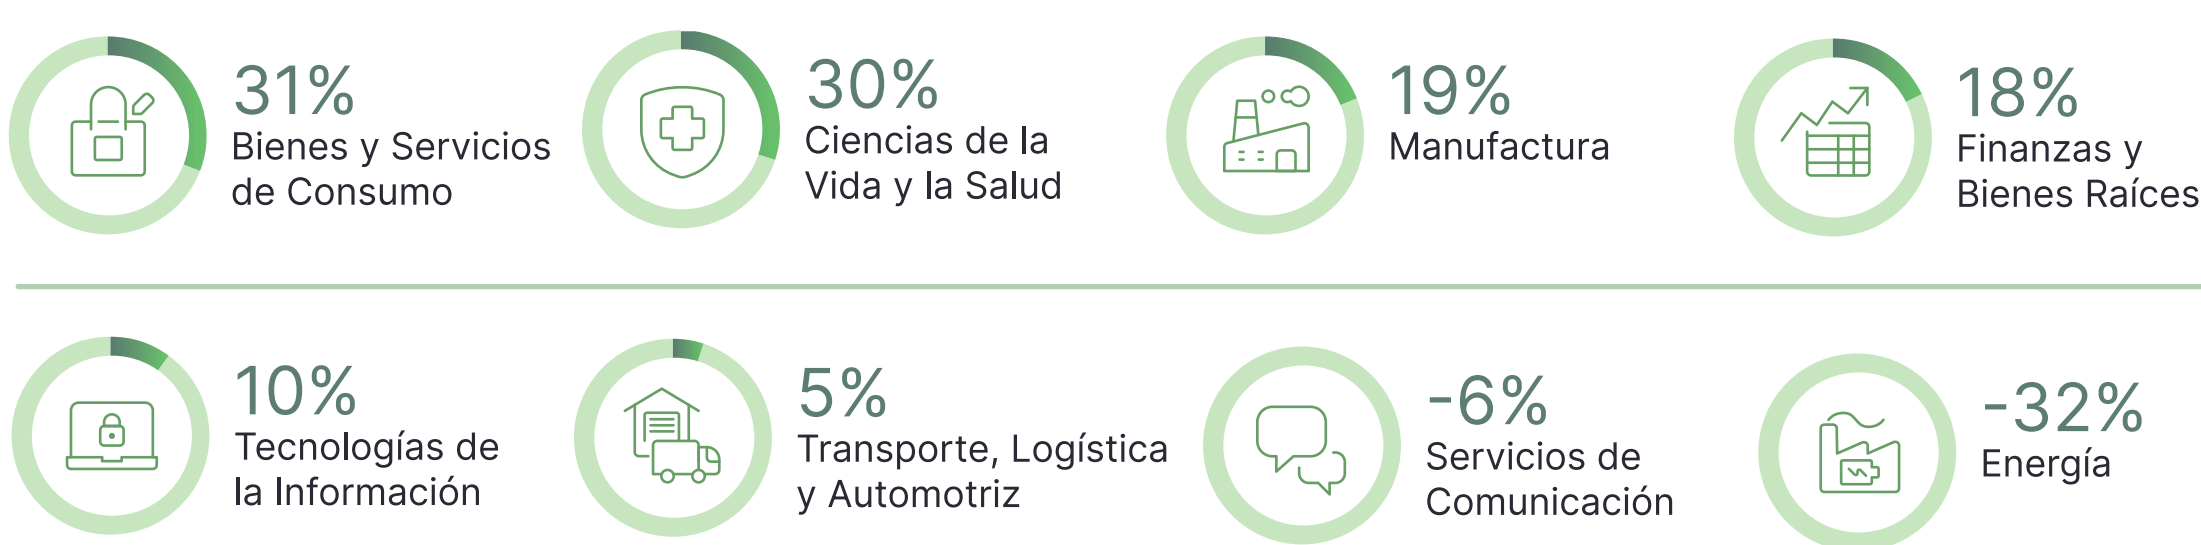 31%
Bienes y Servicios
de Consumo
30%
Ciencias de la
Vida y la Salud
19%
Manufactura
18%
Finanzas y
Bienes Raíces
10%
Tecnologías de
la Información
5%
Transporte, Logística
y Automotriz
-6%
Servicios de
Comunicación
-32%
Energía